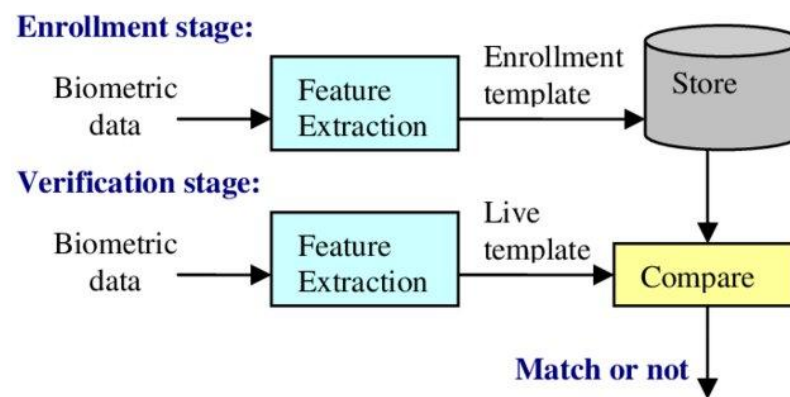 Enrollment stage:
Biometric
data
Feature
Extraction
Enrollment
template
Store
Verification stage:
Biometric
data
Feature
Extraction
Live
template
Compare
Match or not